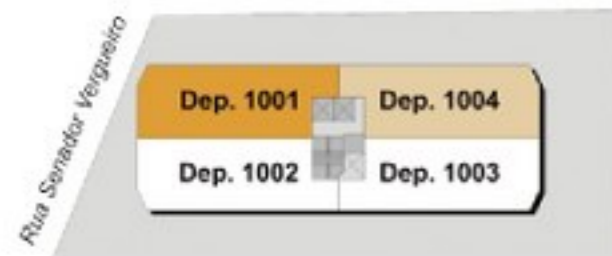 Rua Senador Vergueiro
Dep. 1001
Dep. 1004
Dep. 1002
Dep. 1003